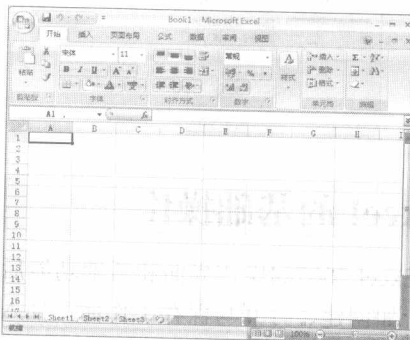 Book1 - Microsoft Excel
开始 插入 页面布局 公式 数据 审阅 视图
宋体 11 常规 插入 Σ
粘贴 B I U 样式 删除
格式
剪贴板 字体 对齐方式 数字 单元格 编辑
A1 fx
A B C D E F G H I
1
2
3
4
5
6
7
8
9
10
11
12
13
14
15
16
17
Sheet1 Sheet2 Sheet3
就绪 100%